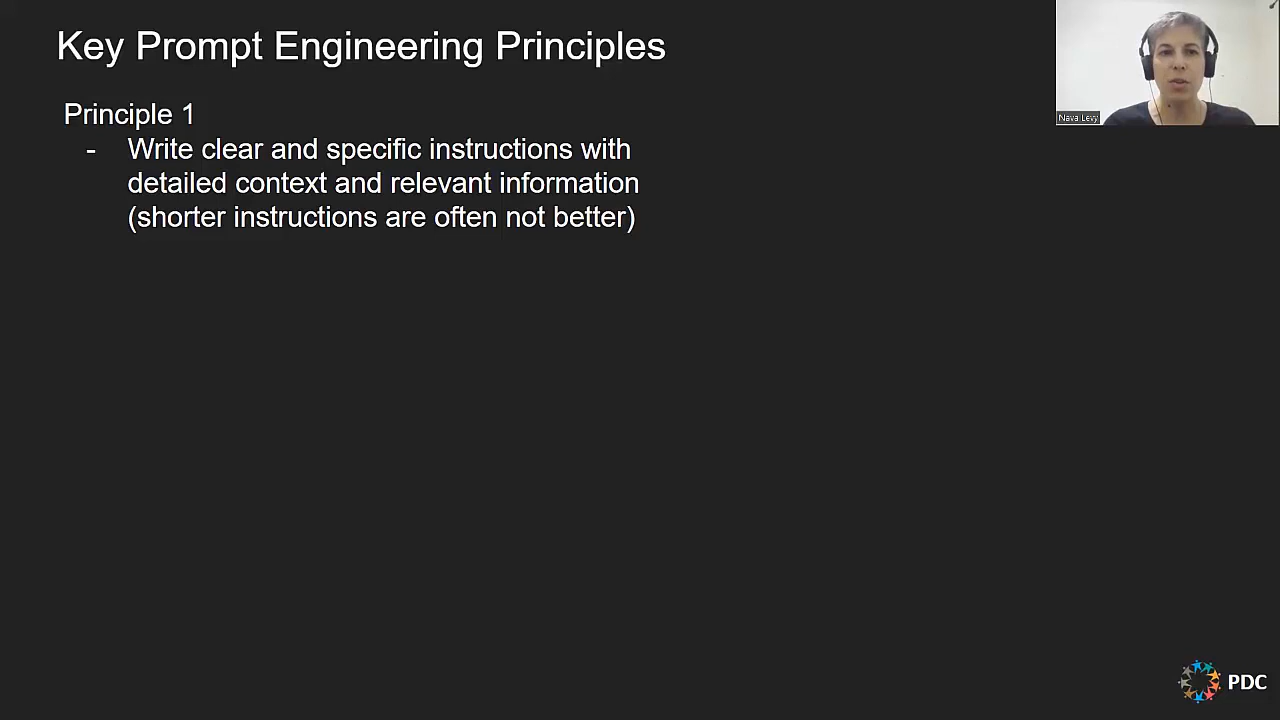 Key Prompt Engineering Principles
Nava Levy
Principle 1
- Write clear and specific instructions with
detailed context and relevant information
(shorter instructions are often not better)
PDC